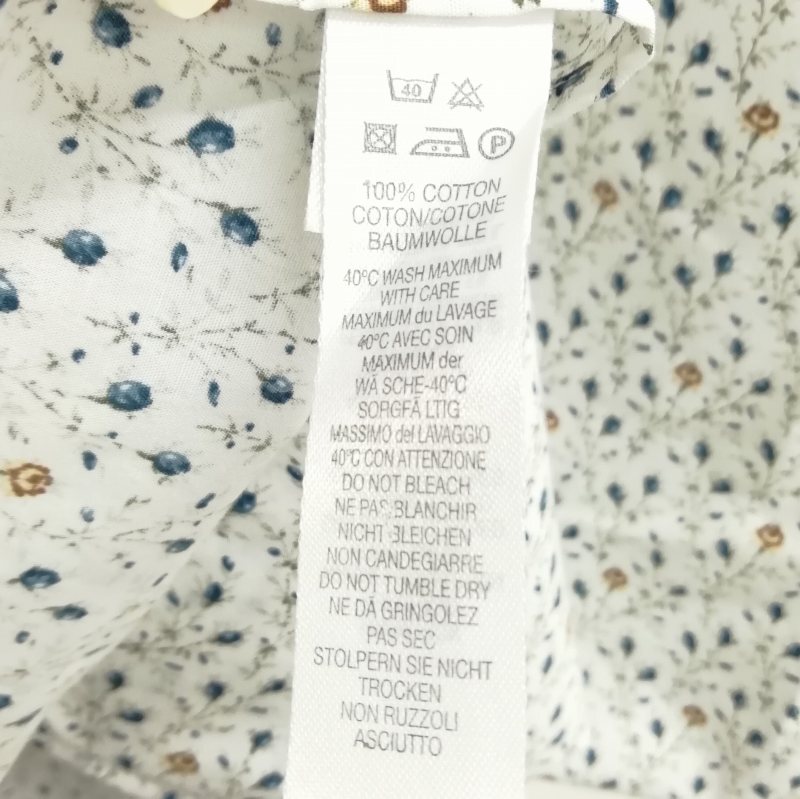 40
P
100% COTTON
COTON/COTONE
BAUMWOLLE
40°C WASH MAXIMUM
WITH CARE
MAXIMUM du LAVAGE
40°C AVEC SOIN
MAXIMUM der
WÄ SCHE-40°C
SORGFÄ LTIG
MASSIMO del LAVAGGIO
40°C CON ATTENZIONE
DO NOT BLEACH
NE PAS BLANCHIR
NICHT BLEICHEN
NON CANDEGIARRE
DO NOT TUMBLE DRY
NE DÂ GRINGOLEZ
PAS SEC
STOLPERN SIE NICHT
TROCKEN
NON RUZZOLI
ASCIUTTO